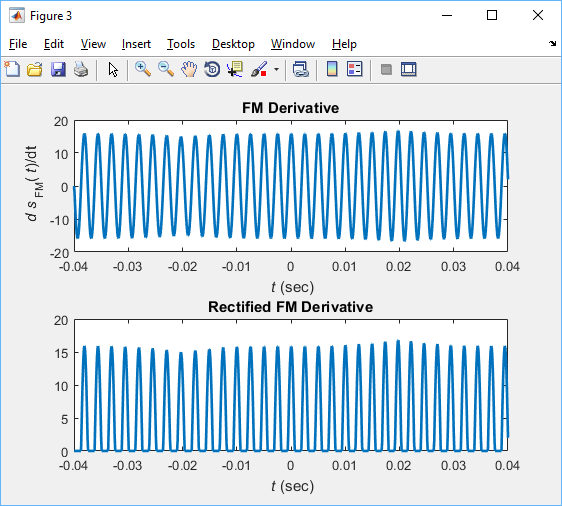 Figure 3
File Edit View Insert Tools Desktop Window Help
FM Derivative
20
10
0
-10
-20
d s FM( t)/dt
-0.04 -0.03 -0.02 -0.01 0 0.01 0.02 0.03 0.04
t (sec)
Rectified FM Derivative
20
15
10
5
0
-0.04 -0.03 -0.02 -0.01 0 0.01 0.02 0.03 0.04
t (sec)